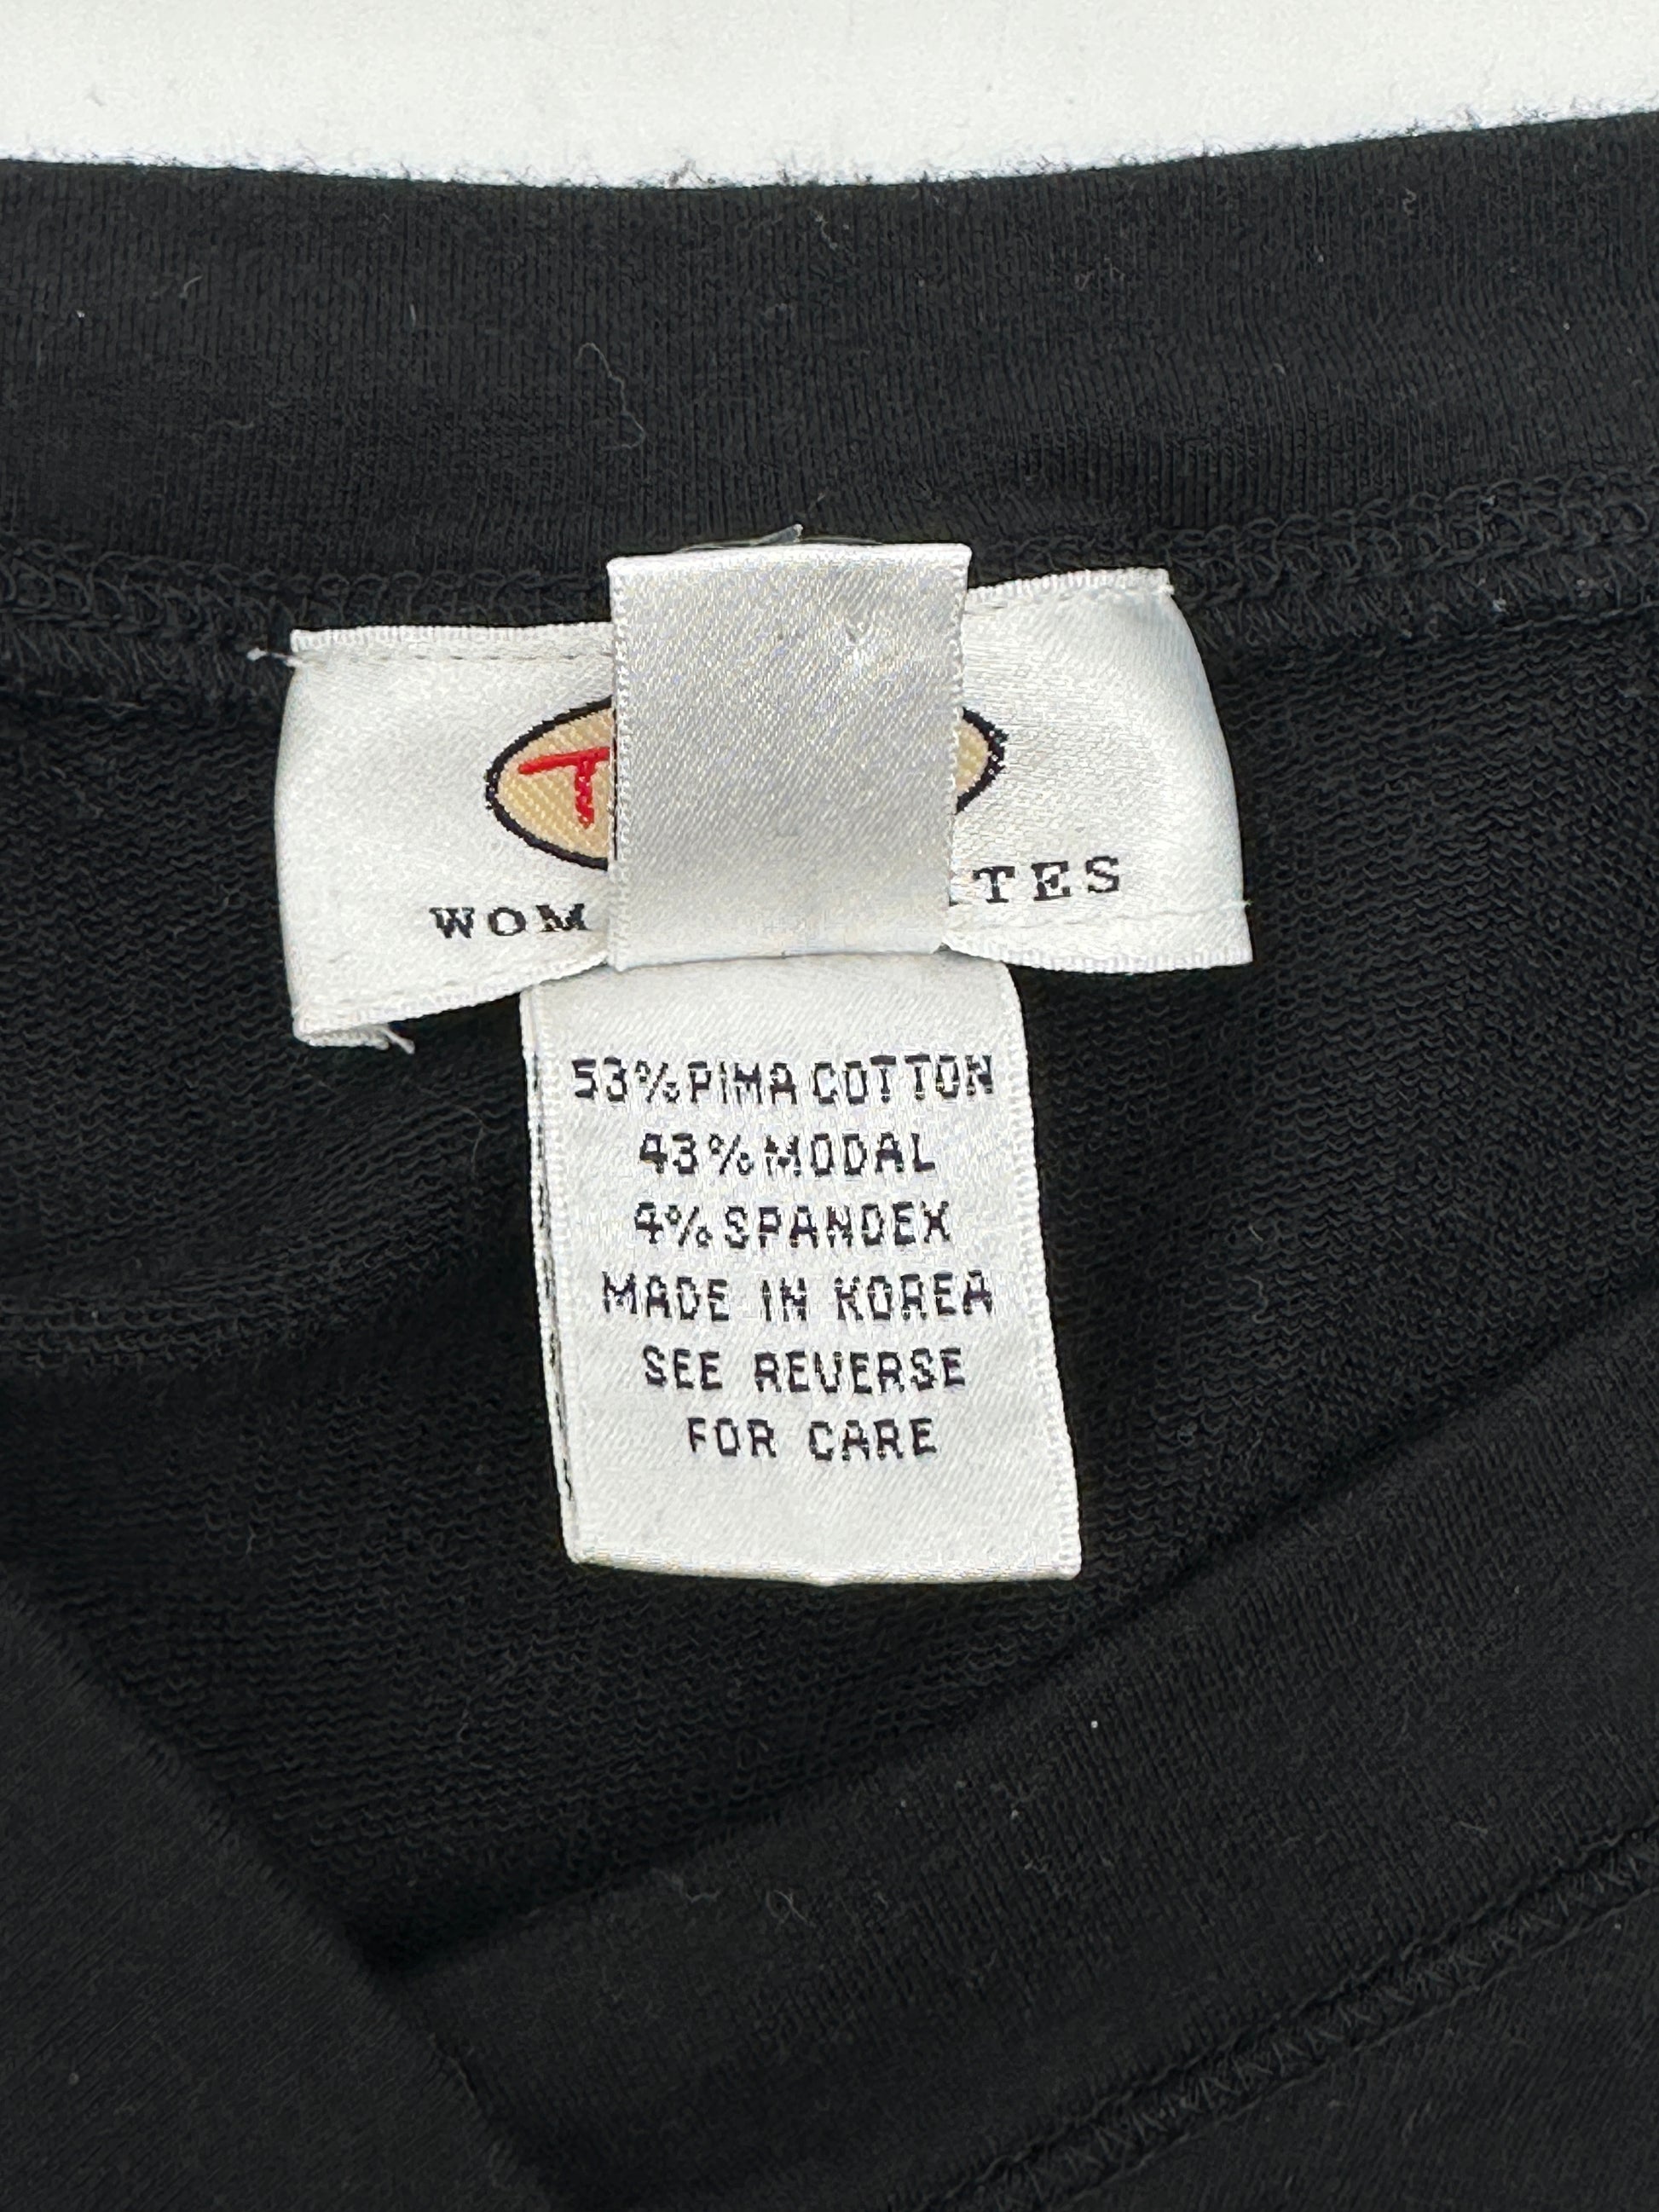 T
WOM TES
53% PIMA COTTON
43% MODAL
4% SPANDEX
MADE IN KOREA
SEE REVERSE
FOR CARE